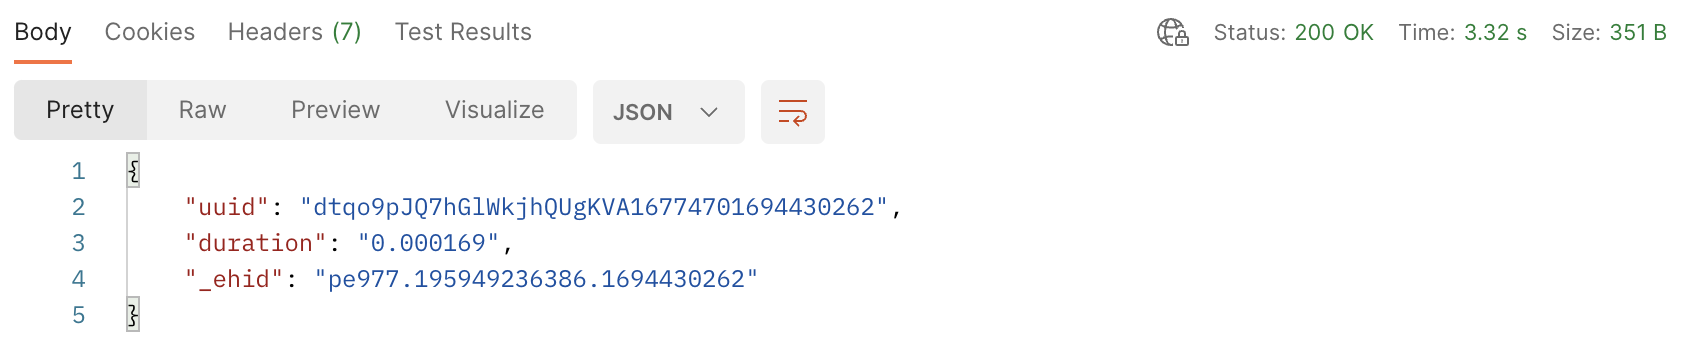 Body Cookies Headers (7) Test Results Status: 200 OK Time: 3.32 s Size: 351 B
Pretty Raw Preview Visualize JSON
1 {
2 "uuid": "dtqo9pJQ7hGlWkjhQUgKVA16774701694430262",
3 "duration": "0.000169",
4 "_ehid": "pe977.195949236386.1694430262"
5 }